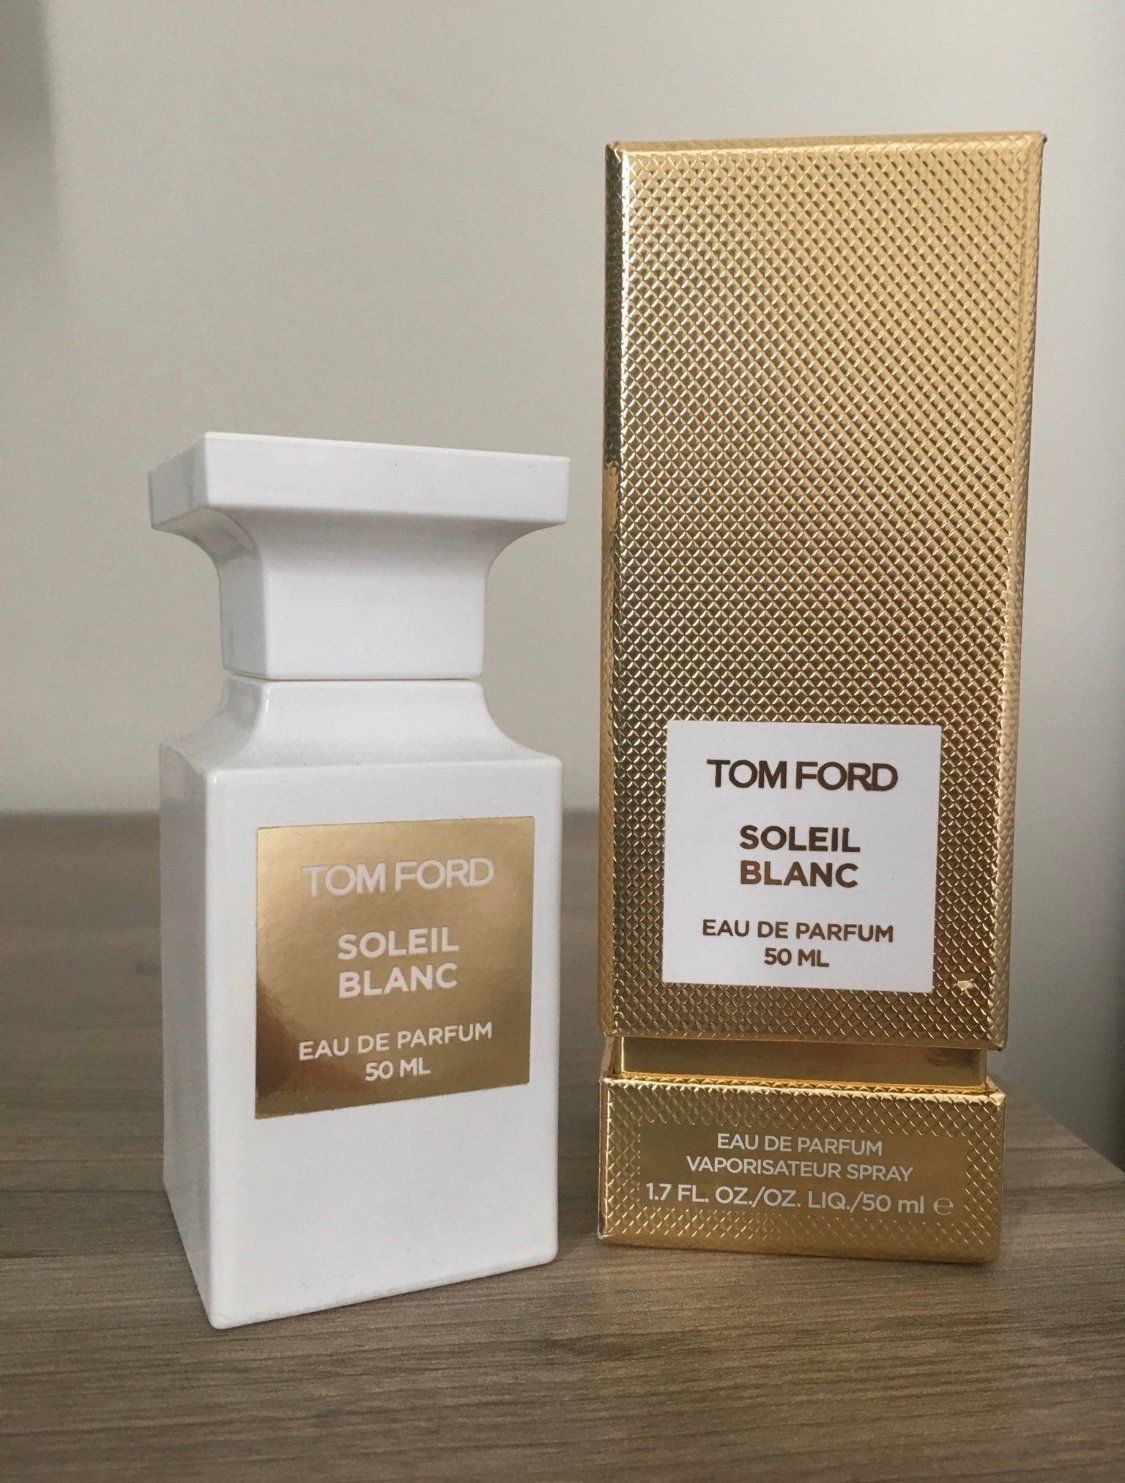 TOM FORD
SOLEIL
BLANC
EAU DE PARFUM
50 ML
TOM FORD
SOLEIL
BLANC
EAU DE PARFUM
50 ML
EAU DE PARFUM
VAPORISATEUR SPRAY
1.7 FL. OZ./OZ. LIQ./50 ml ℮